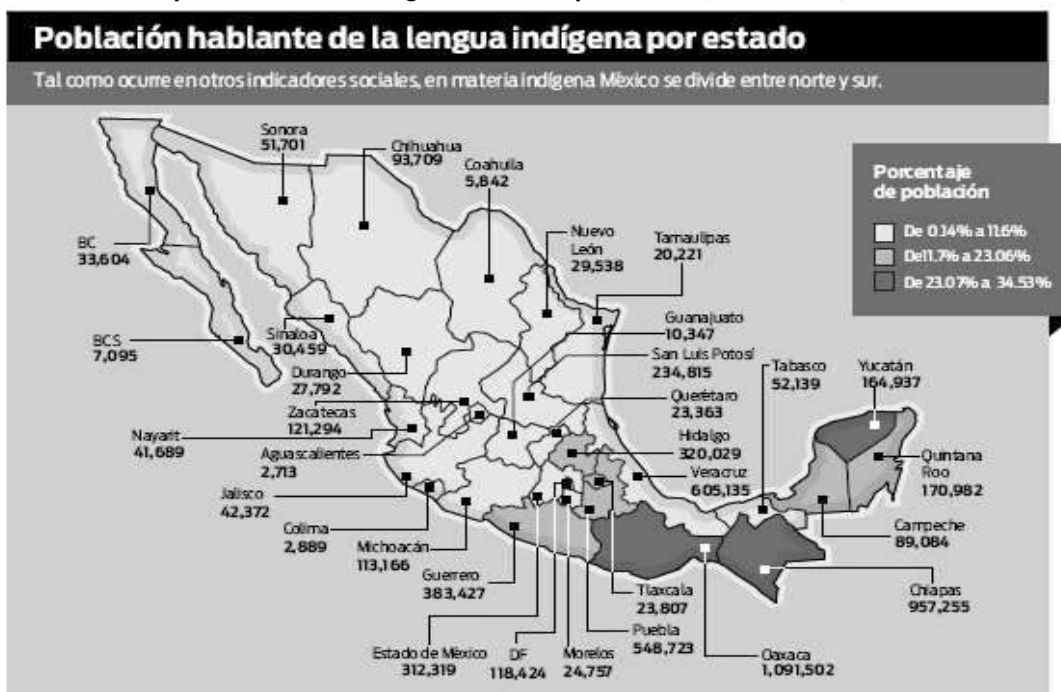 Población hablante de la lengua indígena por estado
Tal como ocurre en otros indicadores sociales, en materia indígena Mèxico se divide entre norte y sur.
Sonora
51,701
Chihuahua
93,709
Coahuila
5,842
Porcentaje
de población
De 0.14% a 11.6%
De11.7% a 23.06%
De 23.07% a 34.53%
BC
33,604
Nuevo
León
29,538
Tamaulipas
20,221
BCS
7,095
Sinaloa
30,459
Guanajuato
10,347
San Luis Potosí
234,815
Durango
27,792
Tabasco
52,139
Yucatán
164,937
Zacatecas
121,294
Querétaro
23,363
Nayarit
41,689
Aguascalientes
2,713
Hidalgo
320,029
Veracruz
605,135
Quintana
Roo
170,982
Jalisco
42,372
Colima
2,889
Michoacán
113,166
Guerrero
383,427
Campeche
89,084
Tlaxcala
23,807
Chiapas
957,255
Puebla
548,723
Estado de Mèxico
312,319
DF
118,424
Morelos
24,757
Oaxaca
1,091,502